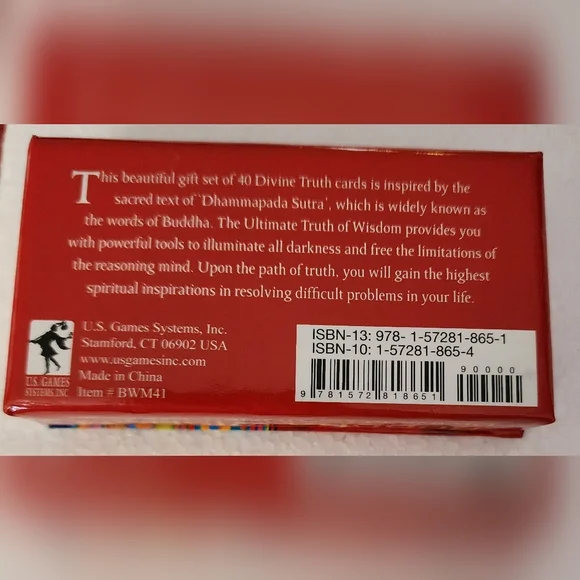 This beautiful gift set of 40 Divine Truth cards is inspired by the
sacred text of `Dhammapada Sutra', which is widely known as
the words of Buddha. The Ultimate Truth of Wisdom provides you
with powerful tools to illuminate all darkness and free the limitations of
the reasoning mind. Upon the path of truth, you will gain the highest
spiritual inspirations in resolving difficult problems in your life.
U.S. Games Systems, Inc.
Stamford, CT 06902 USA
www.usgamesinc.com
Made in China
Item # BWM41
U.S. GAMES
SYSTEMS, INC
ISBN-13: 978- 1-57281-865-1
ISBN-10: 1-57281-865-4
90000
9 781572 818651